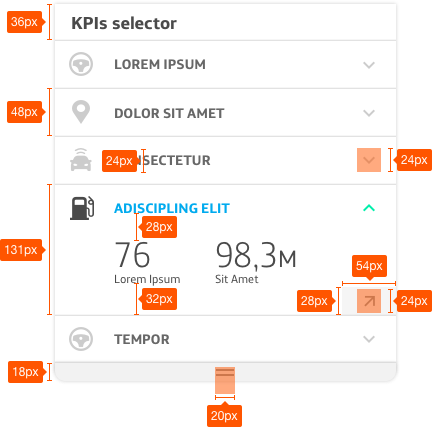 36px
KPIs selector
LOREM IPSUM
48px
DOLOR SIT AMET
24px
NSECTETUR
24px
ADISCIPLING ELIT
28px
131px
76
98,3M
54px
Lorem Ipsum
Sit Amet
32px
28px
24px
TEMPOR
18px
20px